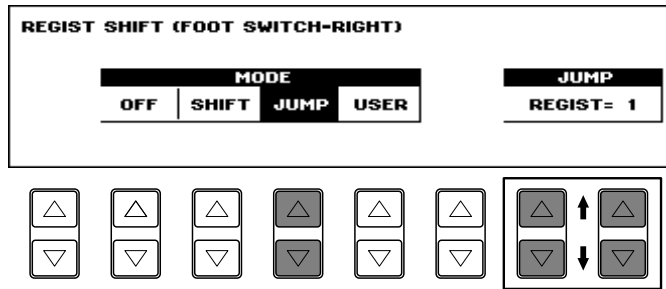 REGIST SHIFT (FOOT SWITCH-RIGHT)
MODE
OFF SHIFT JUMP USER
JUMP
REGIST= 1